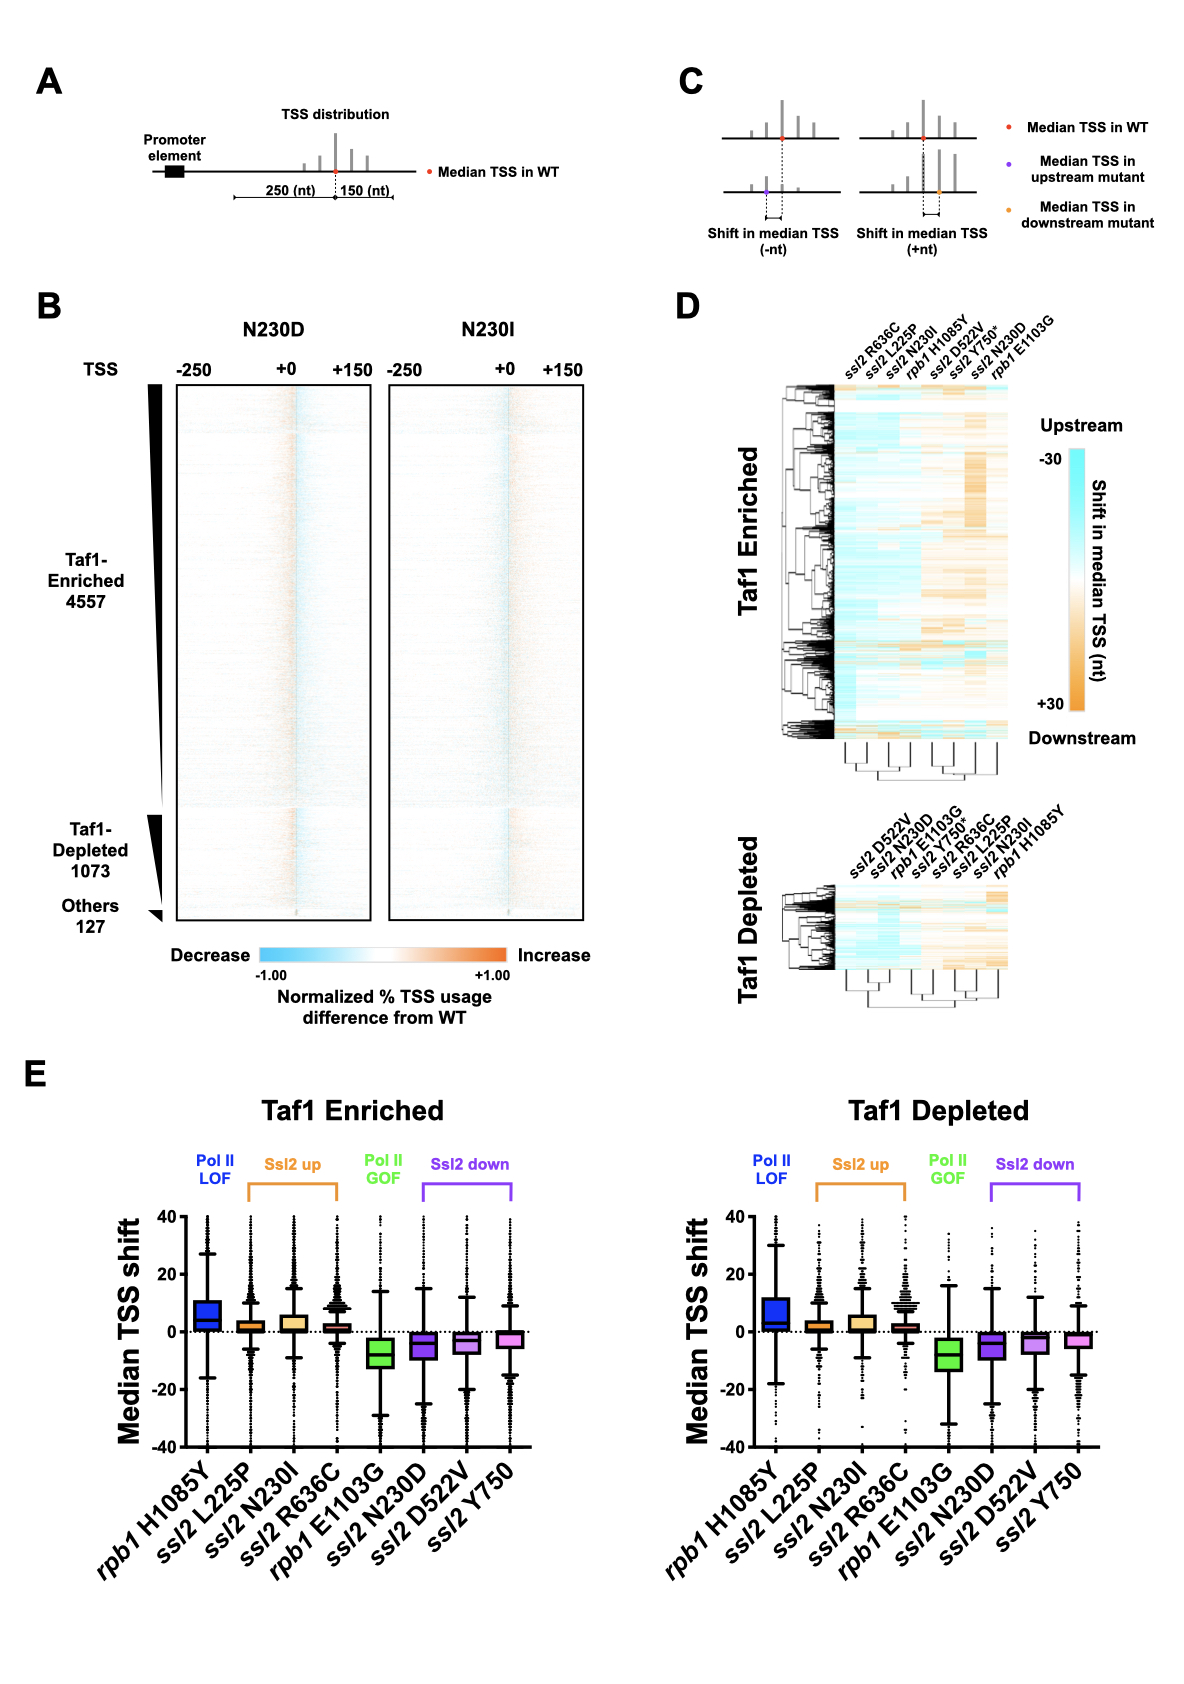 A
TSS distribution
Promoter
element
Median TSS in WT
250 (nt)
150 (nt)
C
Median TSS in WT
Median TSS in
upstream mutant
Median TSS in
downstream mutant
Shift in median TSS
(-nt)
Shift in median TSS
(+nt)
B
N230D
N230I
TSS
-250
+0
+150
-250
+0
+150
Taf1-
Enriched
4557
Taf1-
Depleted
1073
Others
127
Decrease
Increase
-1.00
+1.00
Normalized % TSS usage
difference from WT
D
ssl2 R636C
ssl2 L225P
ssl2 N230I
rpb1 H1085Y
ssl2 D522V
ssl2 Y750*
ssl2 N230D
rpb1 E1103G
Taf1 Enriched
Upstream
-30
Shift in median TSS (nt)
+30
Downstream
ssl2 D522V
ssl2 N230D
rpb1 E1103G
ssl2 Y750*
ssl2 R636C
ssl2 L225P
ssl2 N230I
rpb1 H1085Y
Taf1 Depleted
E
Taf1 Enriched
Pol II
LOF
Ssl2 up
Pol II
GOF
Ssl2 down
Median TSS shift
40
20
0
-20
-40
rpb1 H1085Y
ssl2 L225P
ssl2 N230I
ssl2 R636C
rpb1 E1103G
ssl2 N230D
ssl2 D522V
ssl2 Y750
Taf1 Depleted
Pol II
LOF
Ssl2 up
Pol II
GOF
Ssl2 down
Median TSS shift
40
20
0
-20
-40
rpb1 H1085Y
ssl2 L225P
ssl2 N230I
ssl2 R636C
rpb1 E1103G
ssl2 N230D
ssl2 D522V
ssl2 Y750